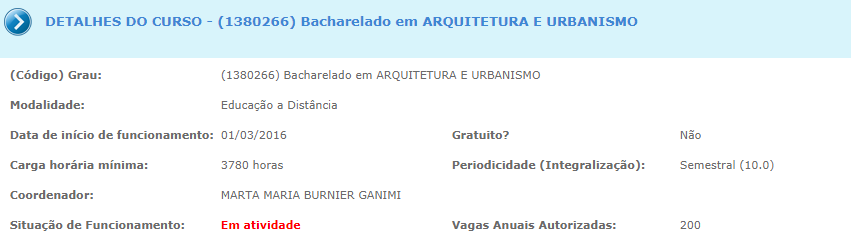 DETALHES DO CURSO - (1380266) Bacharelado em ARQUITETURA E URBANISMO
(Código) Grau: (1380266) Bacharelado em ARQUITETURA E URBANISMO
Modalidade: Educação a Distância
Data de início de funcionamento: 01/03/2016 Gratuito? Não
Carga horária mínima: 3780 horas Periodicidade (Integralização): Semestral (10.0)
Coordenador: MARTA MARIA BURNIER GANIMI
Situação de Funcionamento: Em atividade Vagas Anuais Autorizadas: 200